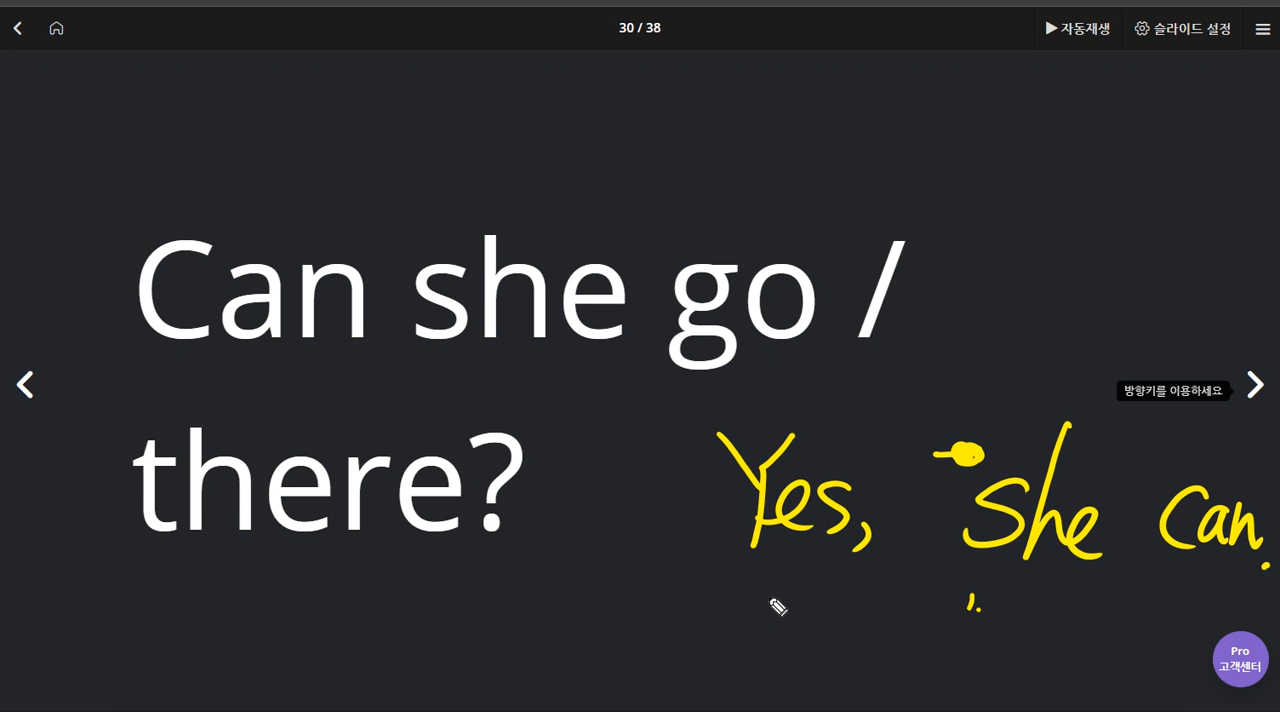 30 / 38
▶ 자동재생
슬라이드 설정
Can she go /
there?
방향키를 이용하세요
Yes, She can.
Pro
고객센터